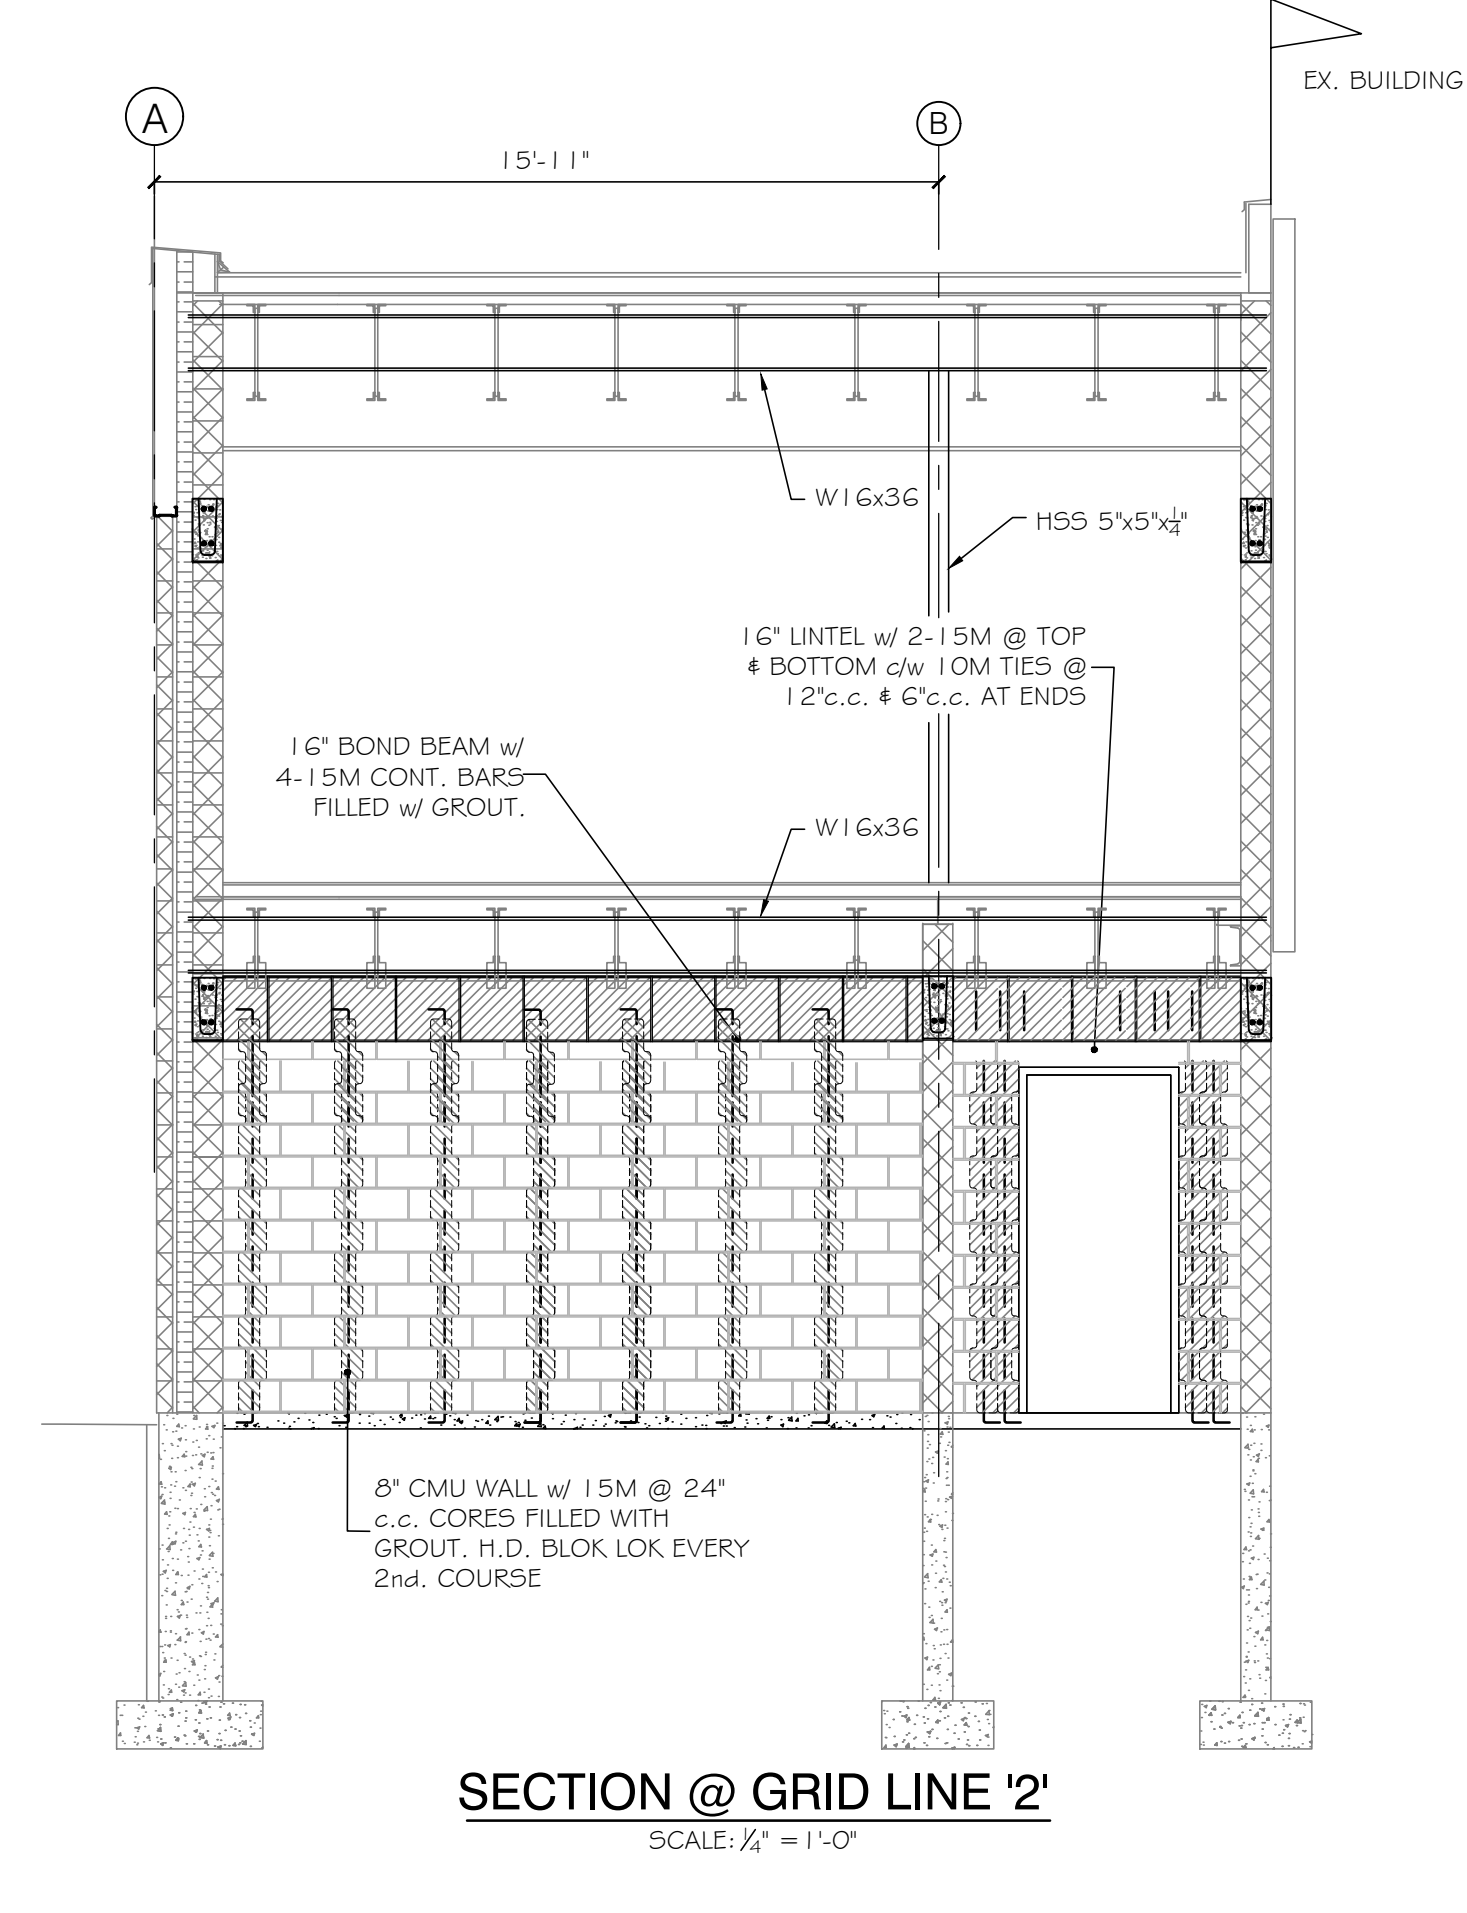 EX. BUILDING
A
B
15'-11"
W16x36
HSS 5"x5"x¼"
16" LINTEL w/ 2-15M @ TOP
& BOTTOM c/w 10M TIES @
12"c.c. & 6"c.c. AT ENDS
16" BOND BEAM w/
4-15M CONT. BARS
FILLED w/ GROUT.
W16x36
8" CMU WALL w/ 15M @ 24"
c.c. CORES FILLED WITH
GROUT. H.D. BLOK LOK EVERY
2nd. COURSE
SECTION @ GRID LINE '2'
SCALE: ¼" = 1'-0"